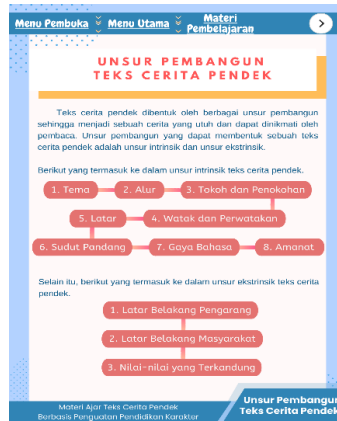 Menu Pembuka Menu Utama Materi
Pembelajaran
UNSUR PEMBANGUN
TEKS CERITA PENDEK
Teks cerita pendek dibentuk oleh berbagai unsur pembangun
sehingga menjadi sebuah cerita yang utuh dan dapat dinikmati oleh
pembaca. Unsur pembangun yang dapat membentuk sebuah teks
cerita pendek adalah unsur intrinsik dan unsur ekstrinsik.
Berikut yang termasuk ke dalam unsur intrinsik teks cerita pendek.
1. Tema 2. Alur 3. Tokoh dan Penokohan
5. Latar 4. Watak dan Perwatakan
6. Sudut Pandang 7. Gaya Bahasa 8. Amanat
Selain itu, berikut yang termasuk ke dalam unsur ekstrinsik teks cerita
pendek.
1. Latar Belakang Pengarang
2. Latar Belakang Masyarakat
3. Nilai-nilai yang Terkandung
Materi Ajar Teks Cerita Pendek
Berbasis Penguatan Pendidikan Karakter
Unsur Pembangun
Teks Cerita Pendek